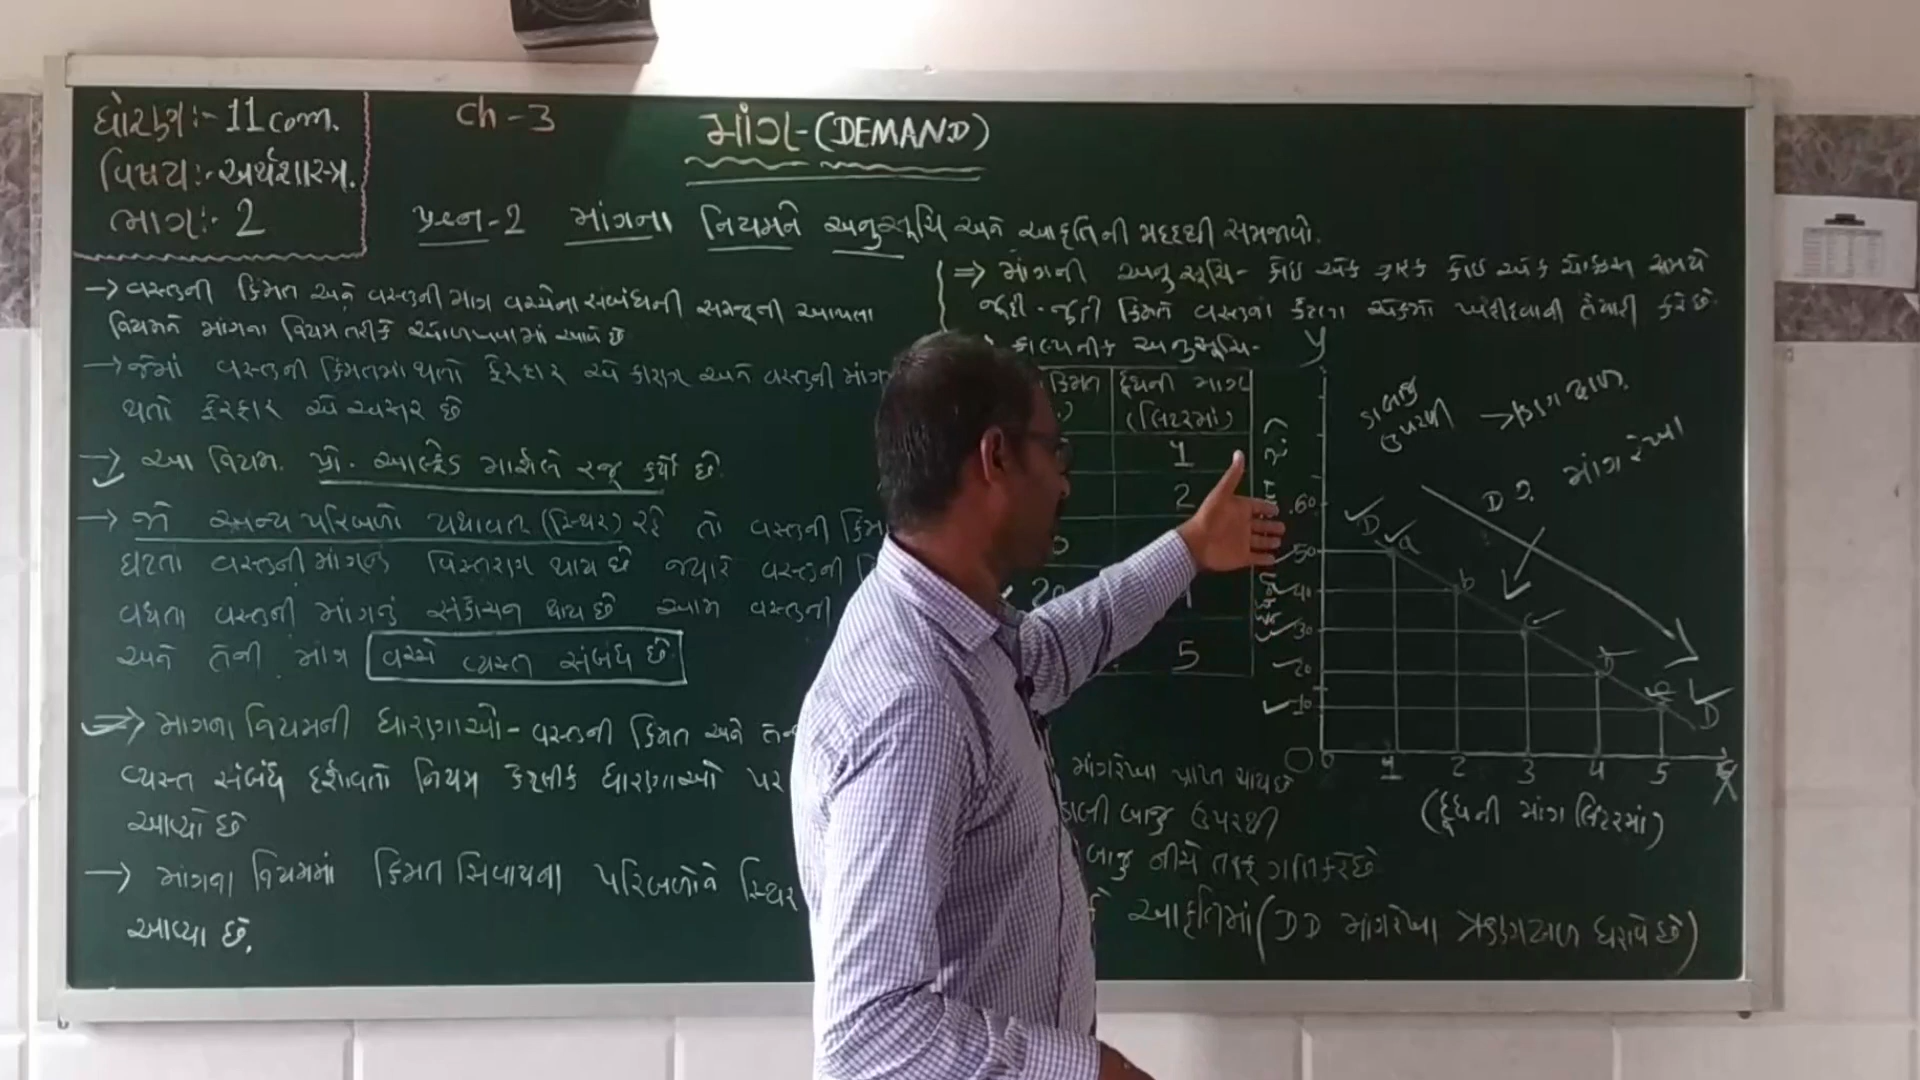 ધોરણ:- 11 com.
વિષય:- અર્થશાસ્ત્ર.
ભાગ:- 2
ch - 3
માંગ - (DEMAND)
પ્રશ્ન-2 માંગના નિયમને અનુસૂચિ અને આકૃતિની મદદથી સમજાવો.
→ વસ્તુની કિંમત અને વસ્તુની માંગ વચ્ચેના સંબંધની સમજૂતી આપતા
નિયમને માંગના નિયમ તરીકે ઓળખવામાં આવે છે
→ જેમાં વસ્તુની કિંમતમાં થતો ફેરફાર એ કારણ અને વસ્તુની માંગ
થતો ફેરફાર એ અસર છે
→ આ નિયમ પ્રો. આલ્ફ્રેડ માર્શલે રજૂ કર્યો છે.
→ જો અન્ય પરિબળો યથાવત (સ્થિર) રહે તો વસ્તુની કિંમ
ઘટતા વસ્તુની માંગનું વિસ્તરણ થાય છે જ્યારે વસ્તુની
વધતા વસ્તુની માંગનું સંકોચન થાય છે આમ વસ્તુની
અને તેની માંગ વચ્ચે વ્યસ્ત સંબંધ છે
⇒ માંગના નિયમની ધારણાઓ - વસ્તુની કિંમત અને તેન
વ્યસ્ત સંબંધ દર્શાવતો નિયમ કેટલીક ધારણાઓ પર
આપ્યો છે
→ માંગના નિયમમાં કિંમત સિવાયના પરિબળોને સ્થિર
આવ્યા છે.
⇒ માંગની અનુસૂચિ - કોઈ એક ગ્રાહક કોઈ એક ચોક્કસ સમયે
જુદી-જુદી કિંમતે વસ્તુના કેટલા એકમો ખરીદવાની તૈયારી કરે છે
કાલ્પનીક અનુસૂચિ-
કિંમત દૂધની માંગ
(લિટરમાં)
1
2
20
5
માંગરેખા પ્રાપ્ત થાય છે
ડાબી બાજુ ઉપરથી
બાજુ નીચે તરફ ગતિ કરે છે
આકૃતિમાં (DD માંગરેખા ઋણ ઢાળ ધરાવે છે)
y
ડાબી
ઉપરથી → ઋણ ઢાળ.
DD માંગરેખા
60
50
40
30
20
10
D a
b
c
D
e
D
0 1 2 3 4 5 X
(દૂધની માંગ લિટરમાં)